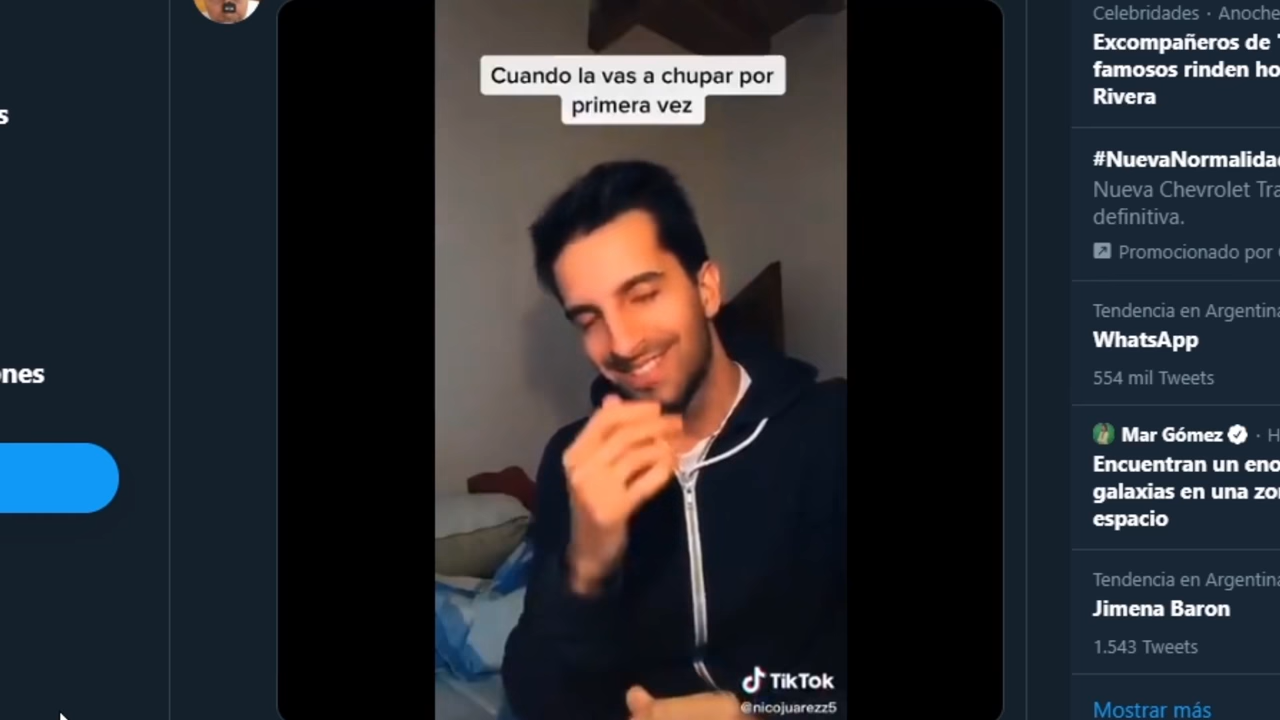 s
ones
Cuando la vas a chupar por
primera vez
TikTok
@nicojuarezz5
Celebridades · Anoche
Excompañeros de
famosos rinden ho
Rivera
#NuevaNormalidad
Nueva Chevrolet Tra
definitiva.
Promocionado por
Tendencia en Argentina
WhatsApp
554 mil Tweets
Mar Gómez · H
Encuentran un eno
galaxias en una zo
espacio
Tendencia en Argentina
Jimena Baron
1.543 Tweets
Mostrar más